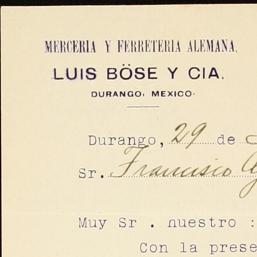 MERCERIA Y FERRETERIA ALEMANA.
LUIS BÖSE Y CIA.
DURANGO, MEXICO.
Durango, 29 de
Sr. Francisco
Muy Sr. nuestro :
Con la prese